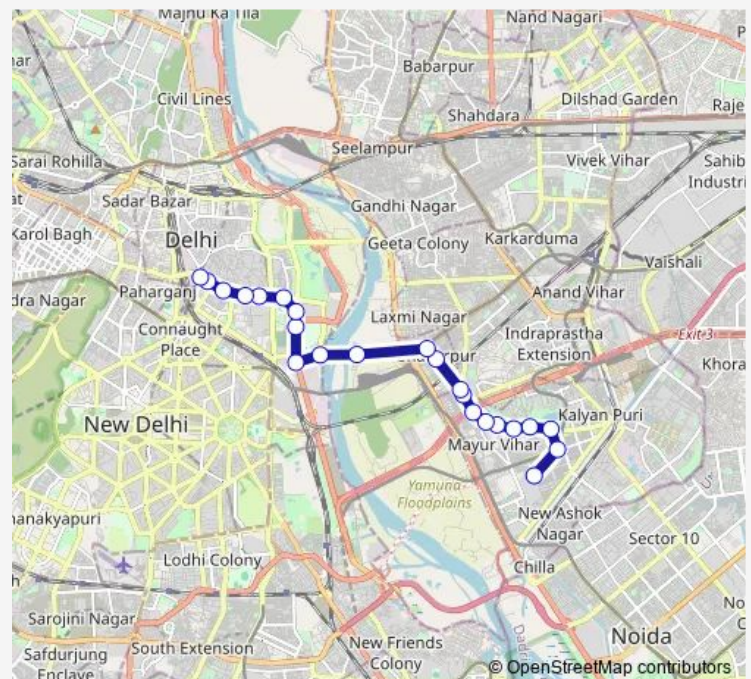 Majnu Ka Tila
Nand Nagari
Babarpur
Civil Lines
Dilshad Garden
Shahdara
Raje
Sarai Rohilla
Seelampur
Vivek Vihar
Sahib
Industri
Sadar Bazar
Gandhi Nagar
Karol Bagh
Delhi
Geeta Colony
Karkarduma
Vaishali
Paharganj
dra Nagar
Anand Vihar
Laxmi Nagar
Connaught
Place
Indraprastha
Extension
Exit 3
Khora
New Delhi
Kalyan Puri
Mayur Vihar
Yamuna
Floodplains
hanakyapuri
New Ashok
Nagar
Sector 10
Lodhi Colony
Chilla
Sarojini Nagar
South Extension
New Friends
Colony
Noida
Safdurjung
Enclave
© OpenStreetMap contributors